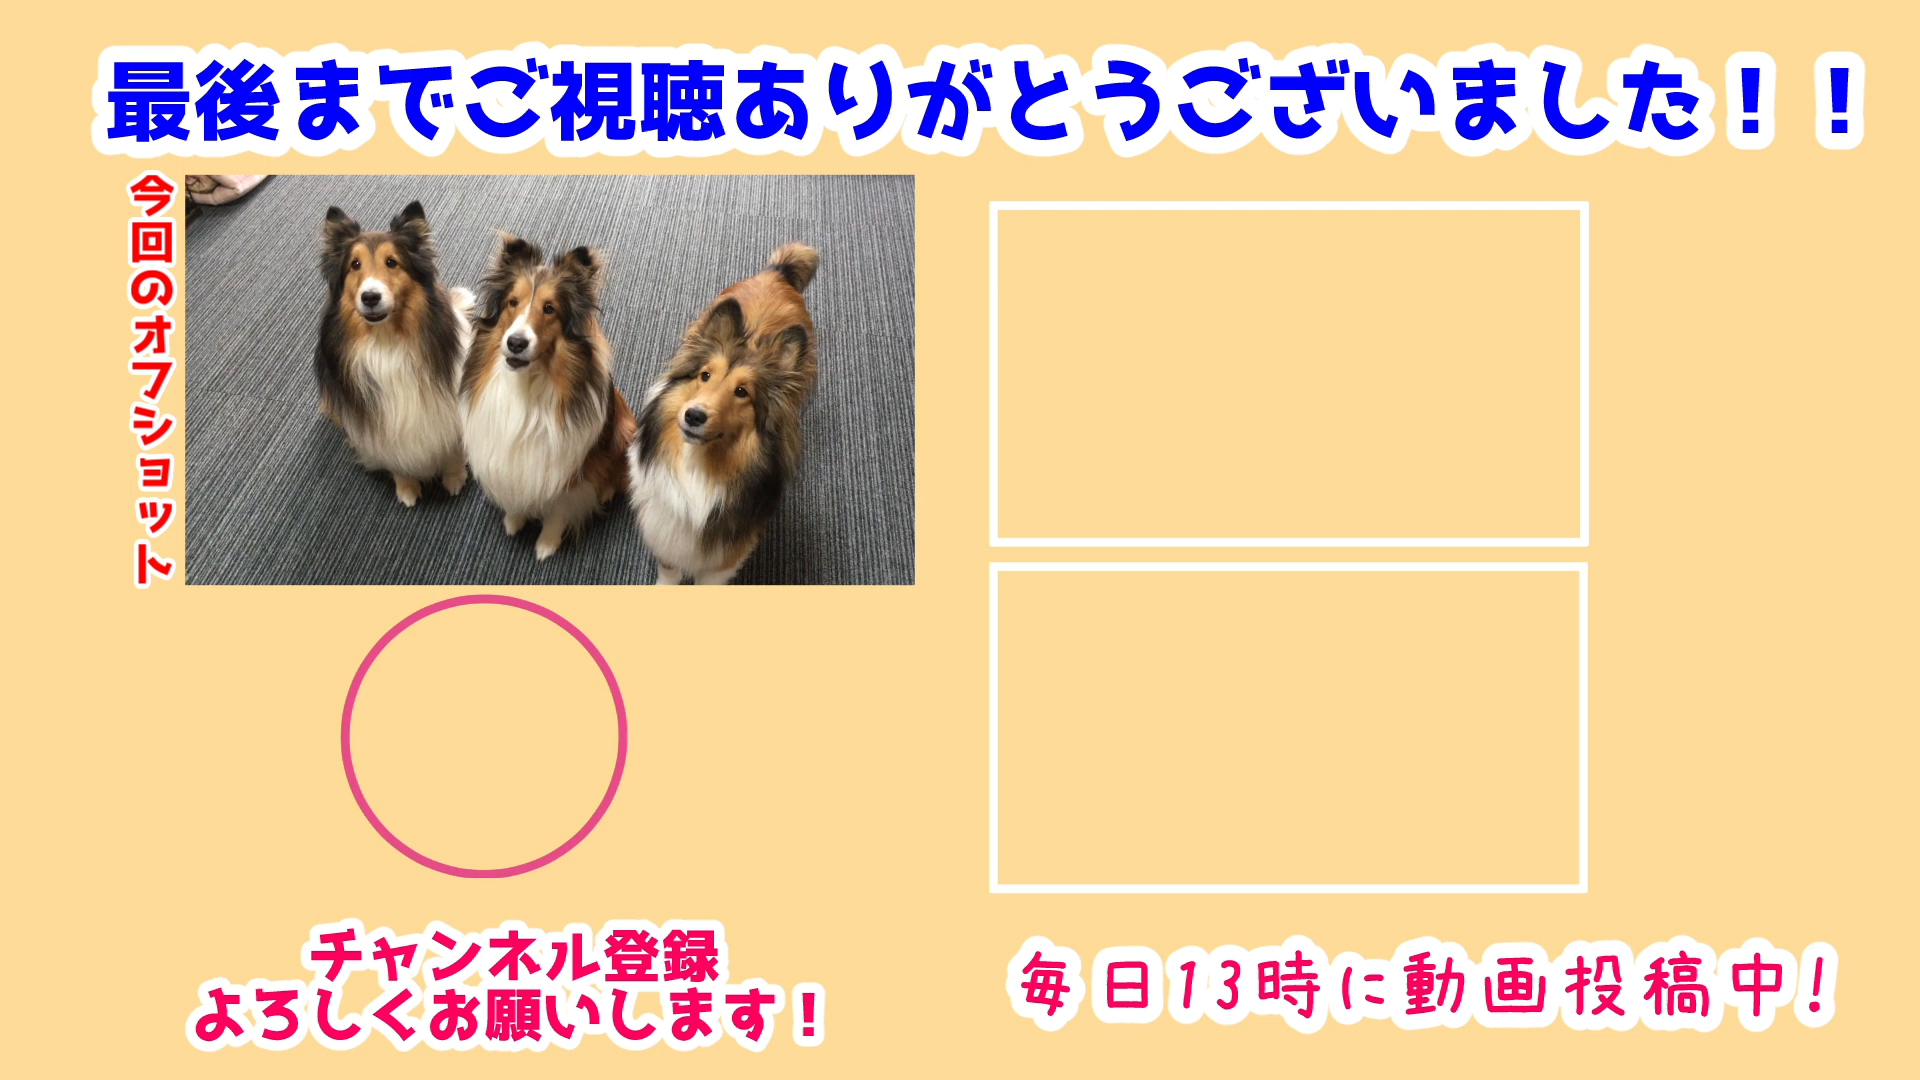 最後までご視聴ありがとうございました！！
今回のオフショット
チャンネル登録
よろしくお願いします！
毎日13時に動画投稿中!